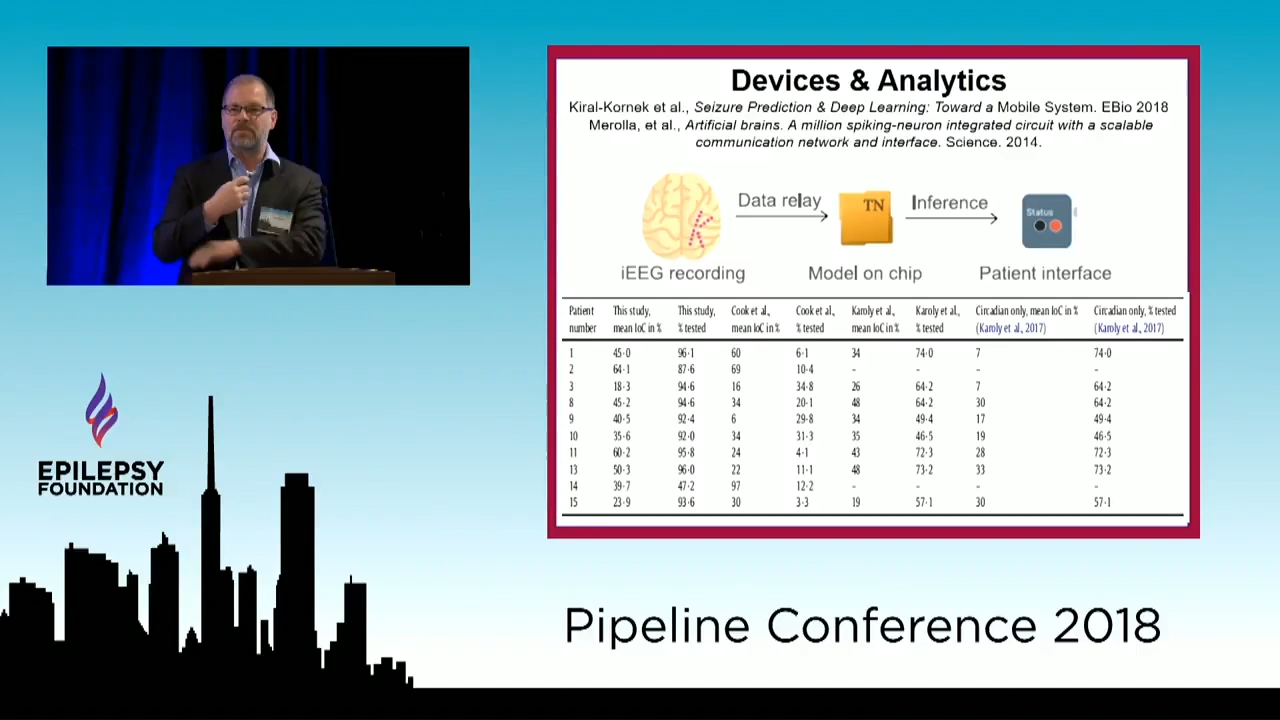 Devices & Analytics
Kiral-Kornek et al., Seizure Prediction & Deep Learning: Toward a Mobile System. EBio 2018
Merolla, et al., Artificial brains. A million spiking-neuron integrated circuit with a scalable
communication network and interface. Science. 2014.
Data relay
TN
Inference
Status
iEEG recording
Model on chip
Patient interface
Patient number This study, mean IoC in % This study, % tested Cook et al., mean IoC in % Cook et al., % tested Karoly et al., mean IoC in % Karoly et al., % tested Circadian only, mean IoC in % (Karoly et al., 2017) Circadian only, % tested (Karoly et al., 2017)
1 45·0 96·1 60 6·1 34 74·0 7 74·0
2 64·1 87·6 69 10·4 - - - -
3 18·3 94·6 16 34·8 26 64·2 7 64·2
8 45·2 94·6 34 20·1 48 64·2 30 64·2
9 40·5 92·4 6 29·8 34 49·4 17 49·4
10 35·6 92·0 34 31·3 35 46·5 19 46·5
11 60·2 95·8 24 4·1 43 72·3 28 72·3
13 50·3 96·0 22 11·1 48 73·2 33 73·2
14 39·7 47·2 97 12·2 - - - -
15 23·9 93·6 30 3·3 19 57·1 30 57·1
EPILEPSY
FOUNDATION
Pipeline Conference 2018